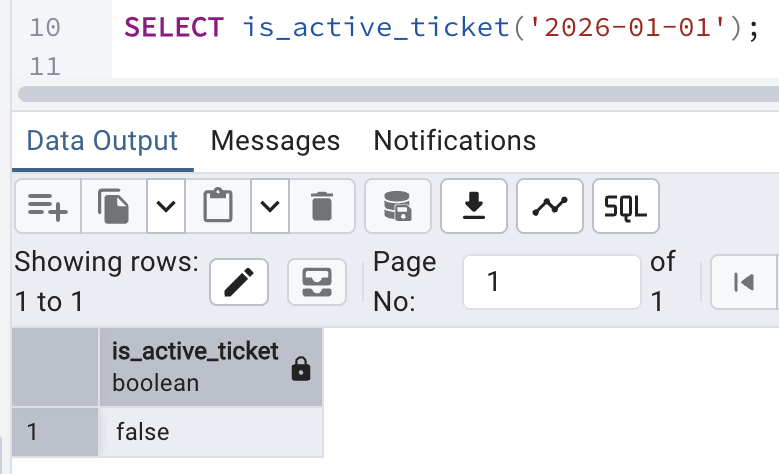 10 SELECT is_active_ticket('2026-01-01');
11
Data Output Messages Notifications
SQL
Showing rows: 1 to 1
Page No: 1 of 1
is_active_ticket
boolean
1 false